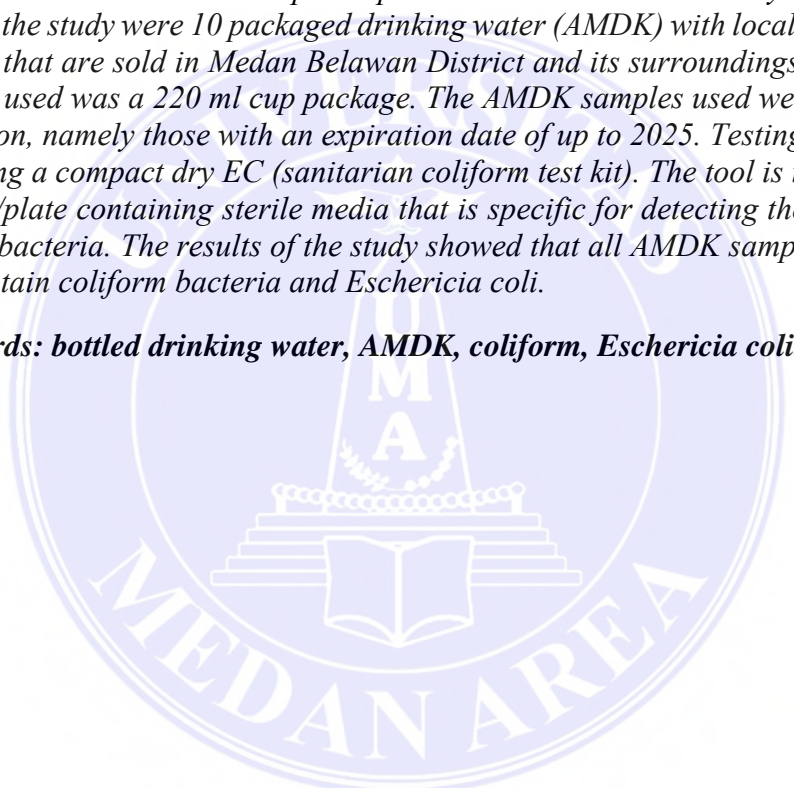 the study were 10 packaged drinking water (AMDK) with local
that are sold in Medan Belawan District and its surroundings
used was a 220 ml cup package. The AMDK samples used we
on, namely those with an expiration date of up to 2025. Testing
ng a compact dry EC (sanitarian coliform test kit). The tool is
/plate containing sterile media that is specific for detecting the
bacteria. The results of the study showed that all AMDK samp
tain coliform bacteria and Eschericia coli.
rds: bottled drinking water, AMDK, coliform, Eschericia coli
UNIVERSITAS
UMA
MEDAN AREA